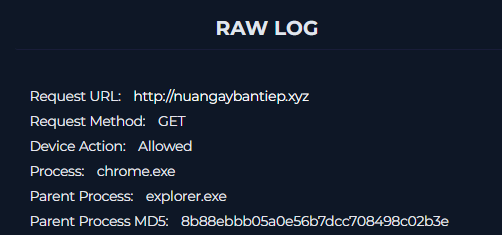 RAW LOG
Request URL: http://nuangaybantiep.xyz
Request Method: GET
Device Action: Allowed
Process: chrome.exe
Parent Process: explorer.exe
Parent Process MD5: 8b88ebbb05a0e56b7dcc708498c02b3e